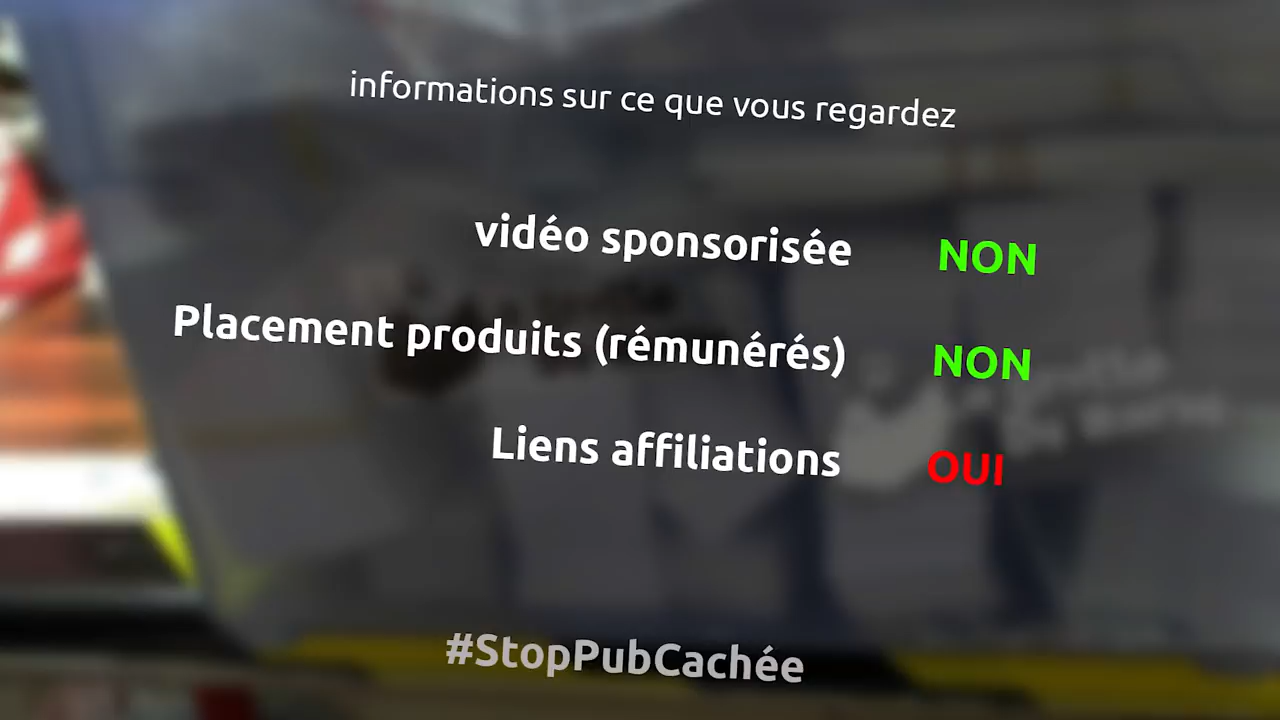 informations sur ce que vous regardez
vidéo sponsorisée NON
Placement produits (rémunérés) NON
Liens affiliations OUI
#StopPubCachée